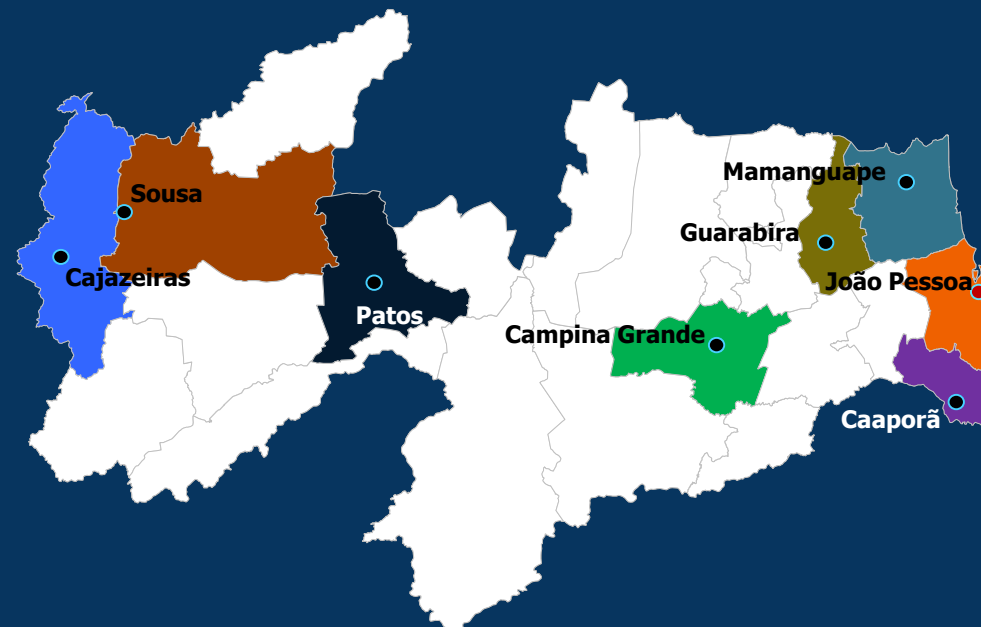 Mamanguape
Sousa
Guarabira
Cajazeiras
João Pessoa
Patos
Campina Grande
Caaporã